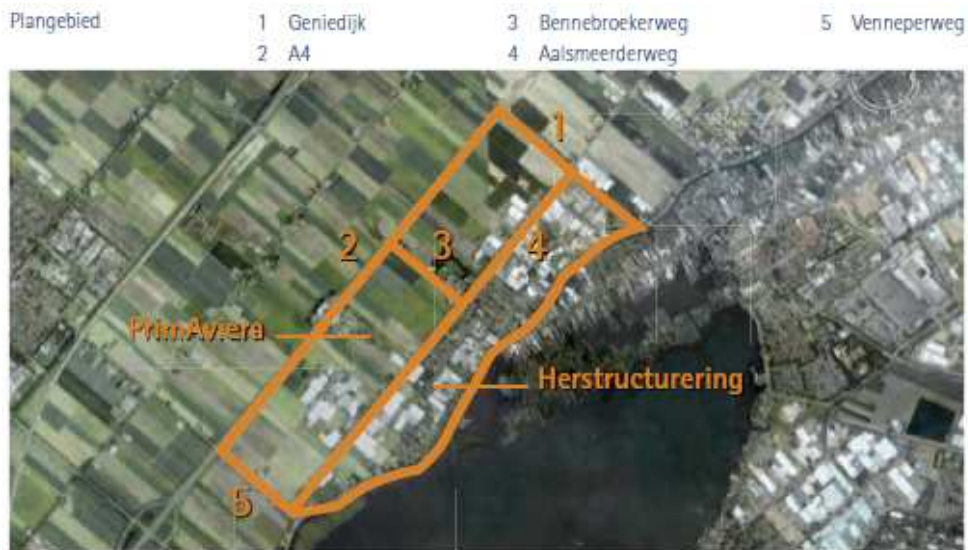 Plangebied 1 Geniedijk 3 Bennebroekerweg 5 Venneperweg
2 A4 4 Aalsmeerderweg
1
2
3
4
PrimAviera
Herstructurering
5